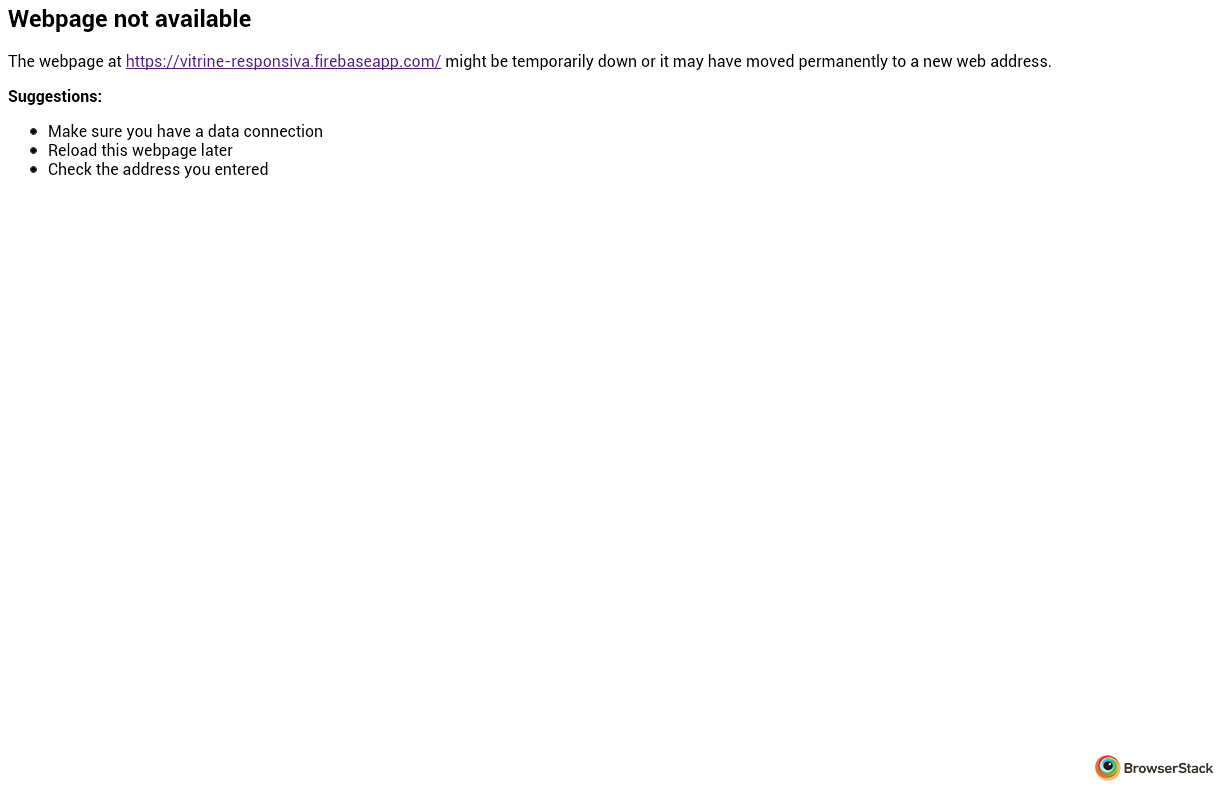 Webpage not available
The webpage at https://vitrine-responsiva.firebaseapp.com/ might be temporarily down or it may have moved permanently to a new web address.
Suggestions:
Make sure you have a data connection
Reload this webpage later
Check the address you entered
BrowserStack